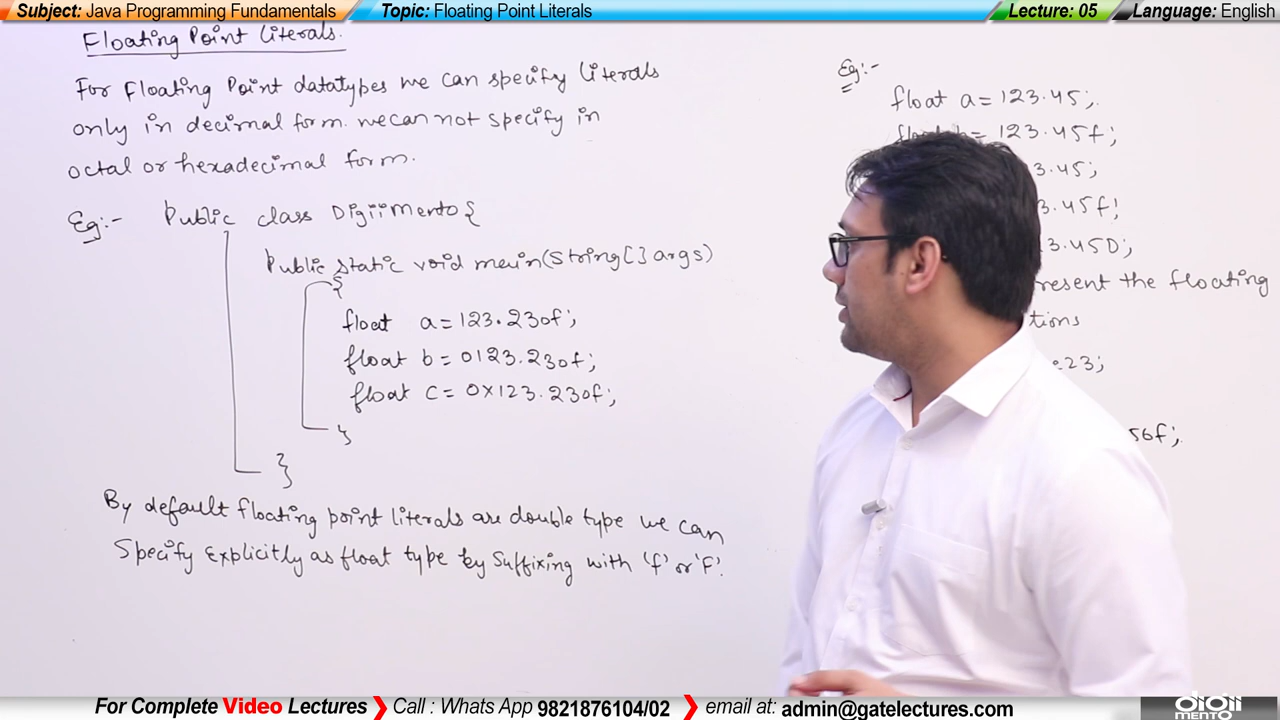 Subject: Java Programming Fundamentals
Topic: Floating Point Literals
Lecture: 05
Language: English
Floating Point Literals.
For Floating Point datatypes we can specify literals
only in decimal form. we can not specify in
octal or hexadecimal form.
Eg:- Public class Digiimento{
Public static void main(String[] args)
{
float a=123.230f;
float b=0123.230f;
float c=0x123.230f;
}
}
By default floating point literals are double type we can
Specify Explicitly as float type by Suffixing with 'f' or 'F'.
Eg:-
float a=123.45;
float b=123.45f;
3.45;
3.45f;
3.45D;
resent the floating
tions
e23;
56f;
For Complete Video Lectures
Call : Whats App 9821876104/02
email at: admin@gatelectures.com
digii
mento